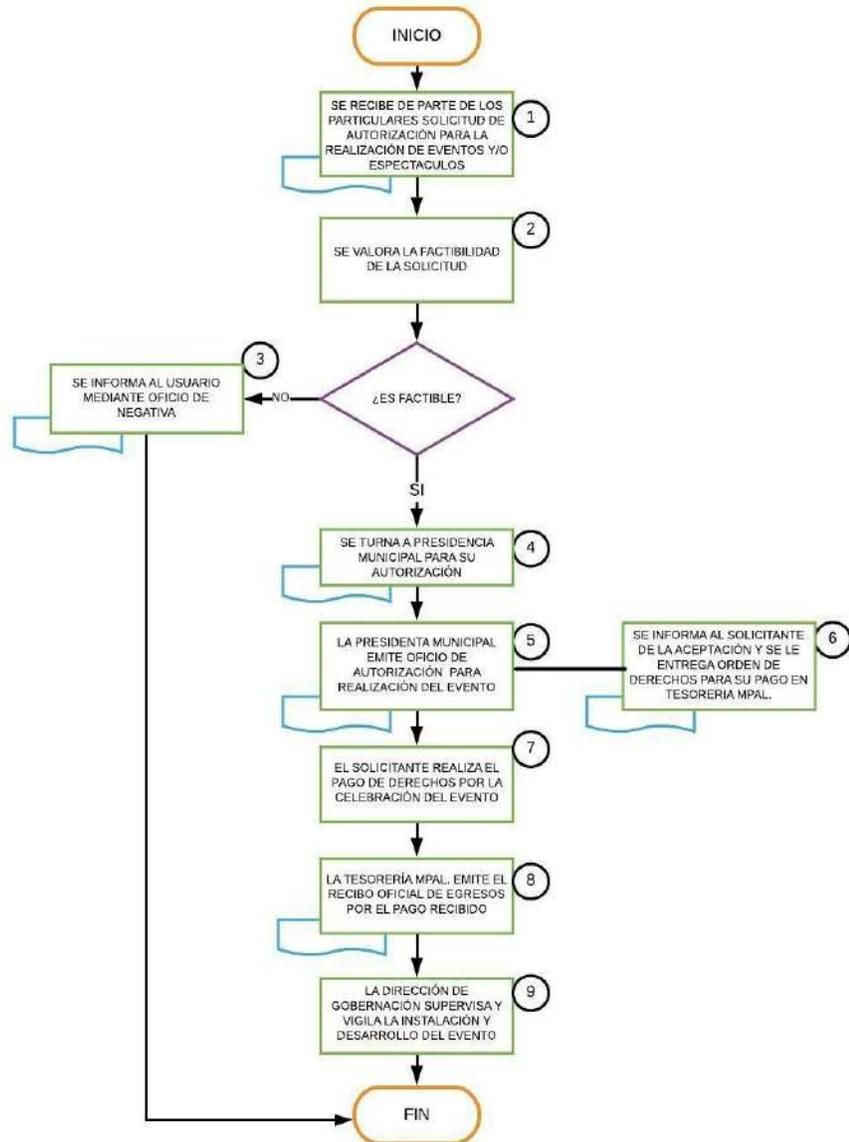 INICIO
SE RECIBE DE PARTE DE LOS
PARTICULARES SOLICITUD DE
AUTORIZACIÓN PARA LA
REALIZACIÓN DE EVENTOS Y/O
ESPECTACULOS
1
SE VALORA LA FACTIBILIDAD
DE LA SOLICITUD
2
¿ES FACTIBLE?
NO
SE INFORMA AL USUARIO
MEDIANTE OFICIO DE
NEGATIVA
3
SI
SE TURNA A PRESIDENCIA
MUNICIPAL PARA SU
AUTORIZACIÓN
4
LA PRESIDENTA MUNICIPAL
EMITE OFICIO DE
AUTORIZACIÓN PARA
REALIZACIÓN DEL EVENTO
5
SE INFORMA AL SOLICITANTE
DE LA ACEPTACIÓN Y SE LE
ENTREGA ORDEN DE
DERECHOS PARA SU PAGO EN
TESORERIA MPAL.
6
EL SOLICITANTE REALIZA EL
PAGO DE DERECHOS POR LA
CELEBRACIÓN DEL EVENTO
7
LA TESORERÍA MPAL. EMITE EL
RECIBO OFICIAL DE EGRESOS
POR EL PAGO RECIBIDO
8
LA DIRECCIÓN DE
GOBERNACIÓN SUPERVISA Y
VIGILA LA INSTALACIÓN Y
DESARROLLO DEL EVENTO
9
FIN